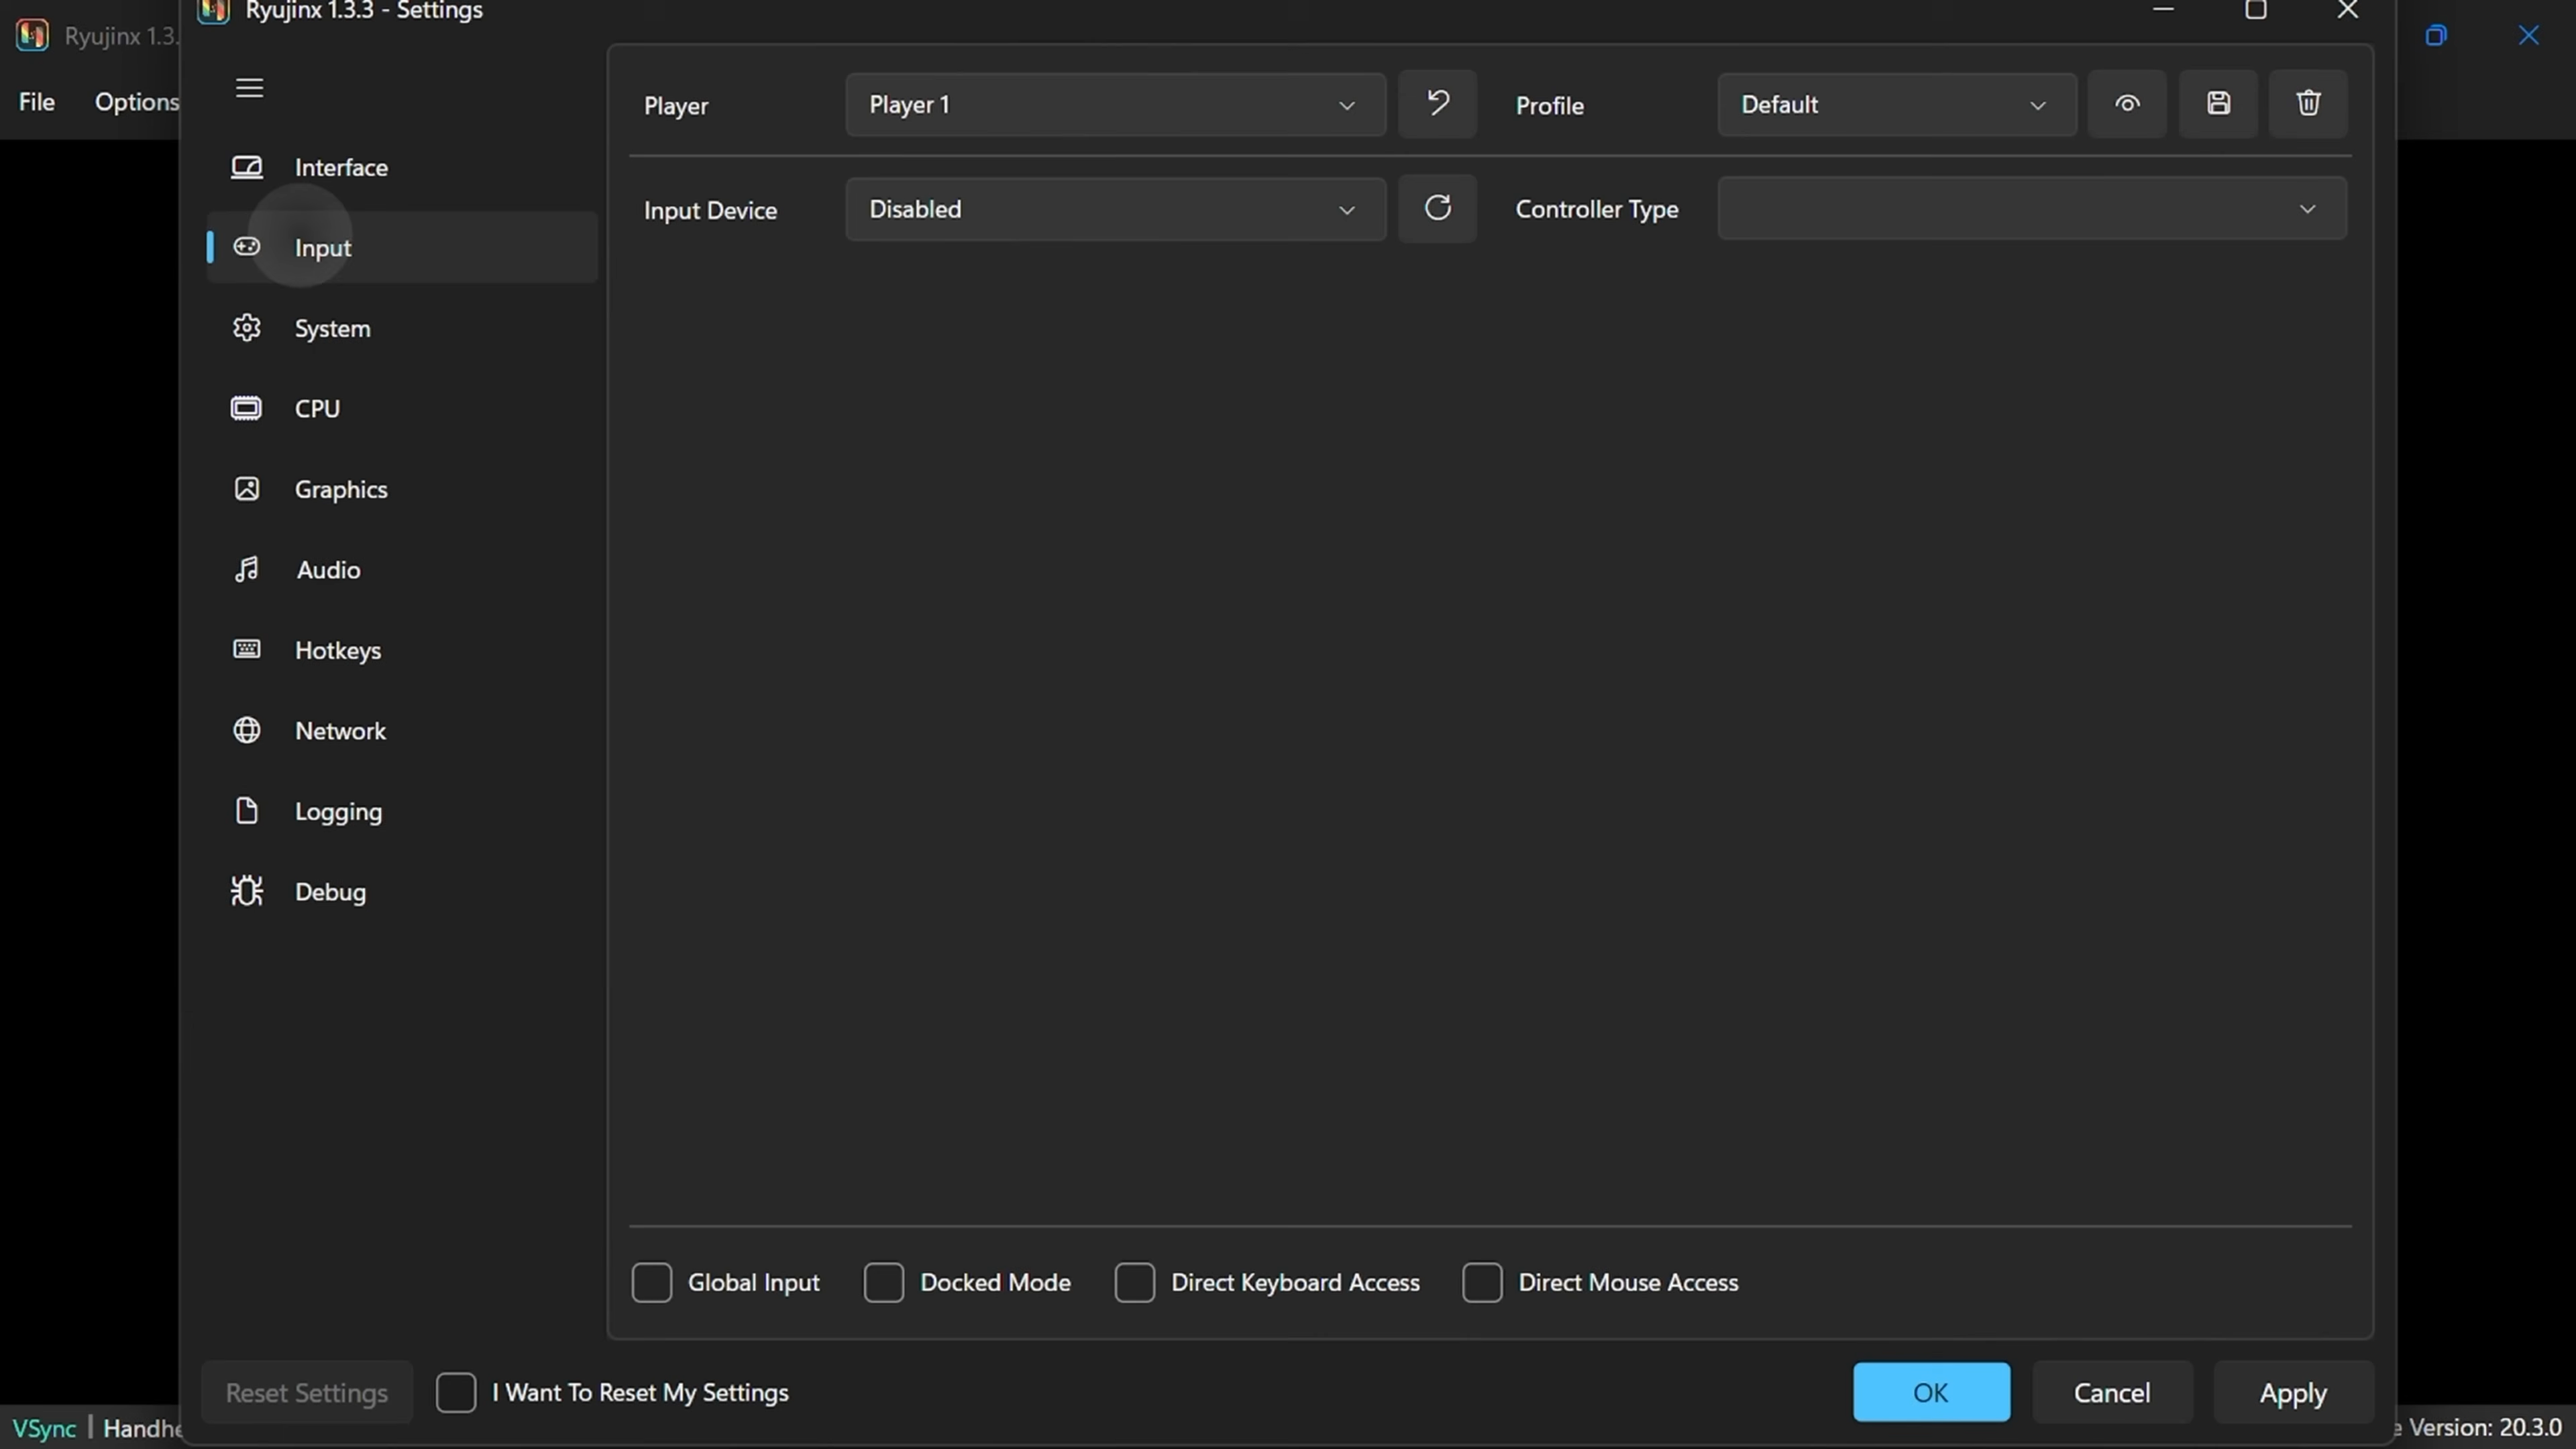 Ryujinx 1.3.3 - Settings
Ryujinx 1.3.
File Options
Player Player 1 Profile Default
Interface
Input Device Disabled Controller Type
Input
System
CPU
Graphics
Audio
Hotkeys
Network
Logging
Debug
Global Input Docked Mode Direct Keyboard Access Direct Mouse Access
Reset Settings I Want To Reset My Settings OK Cancel Apply
VSync | Handhe Version: 20.3.0